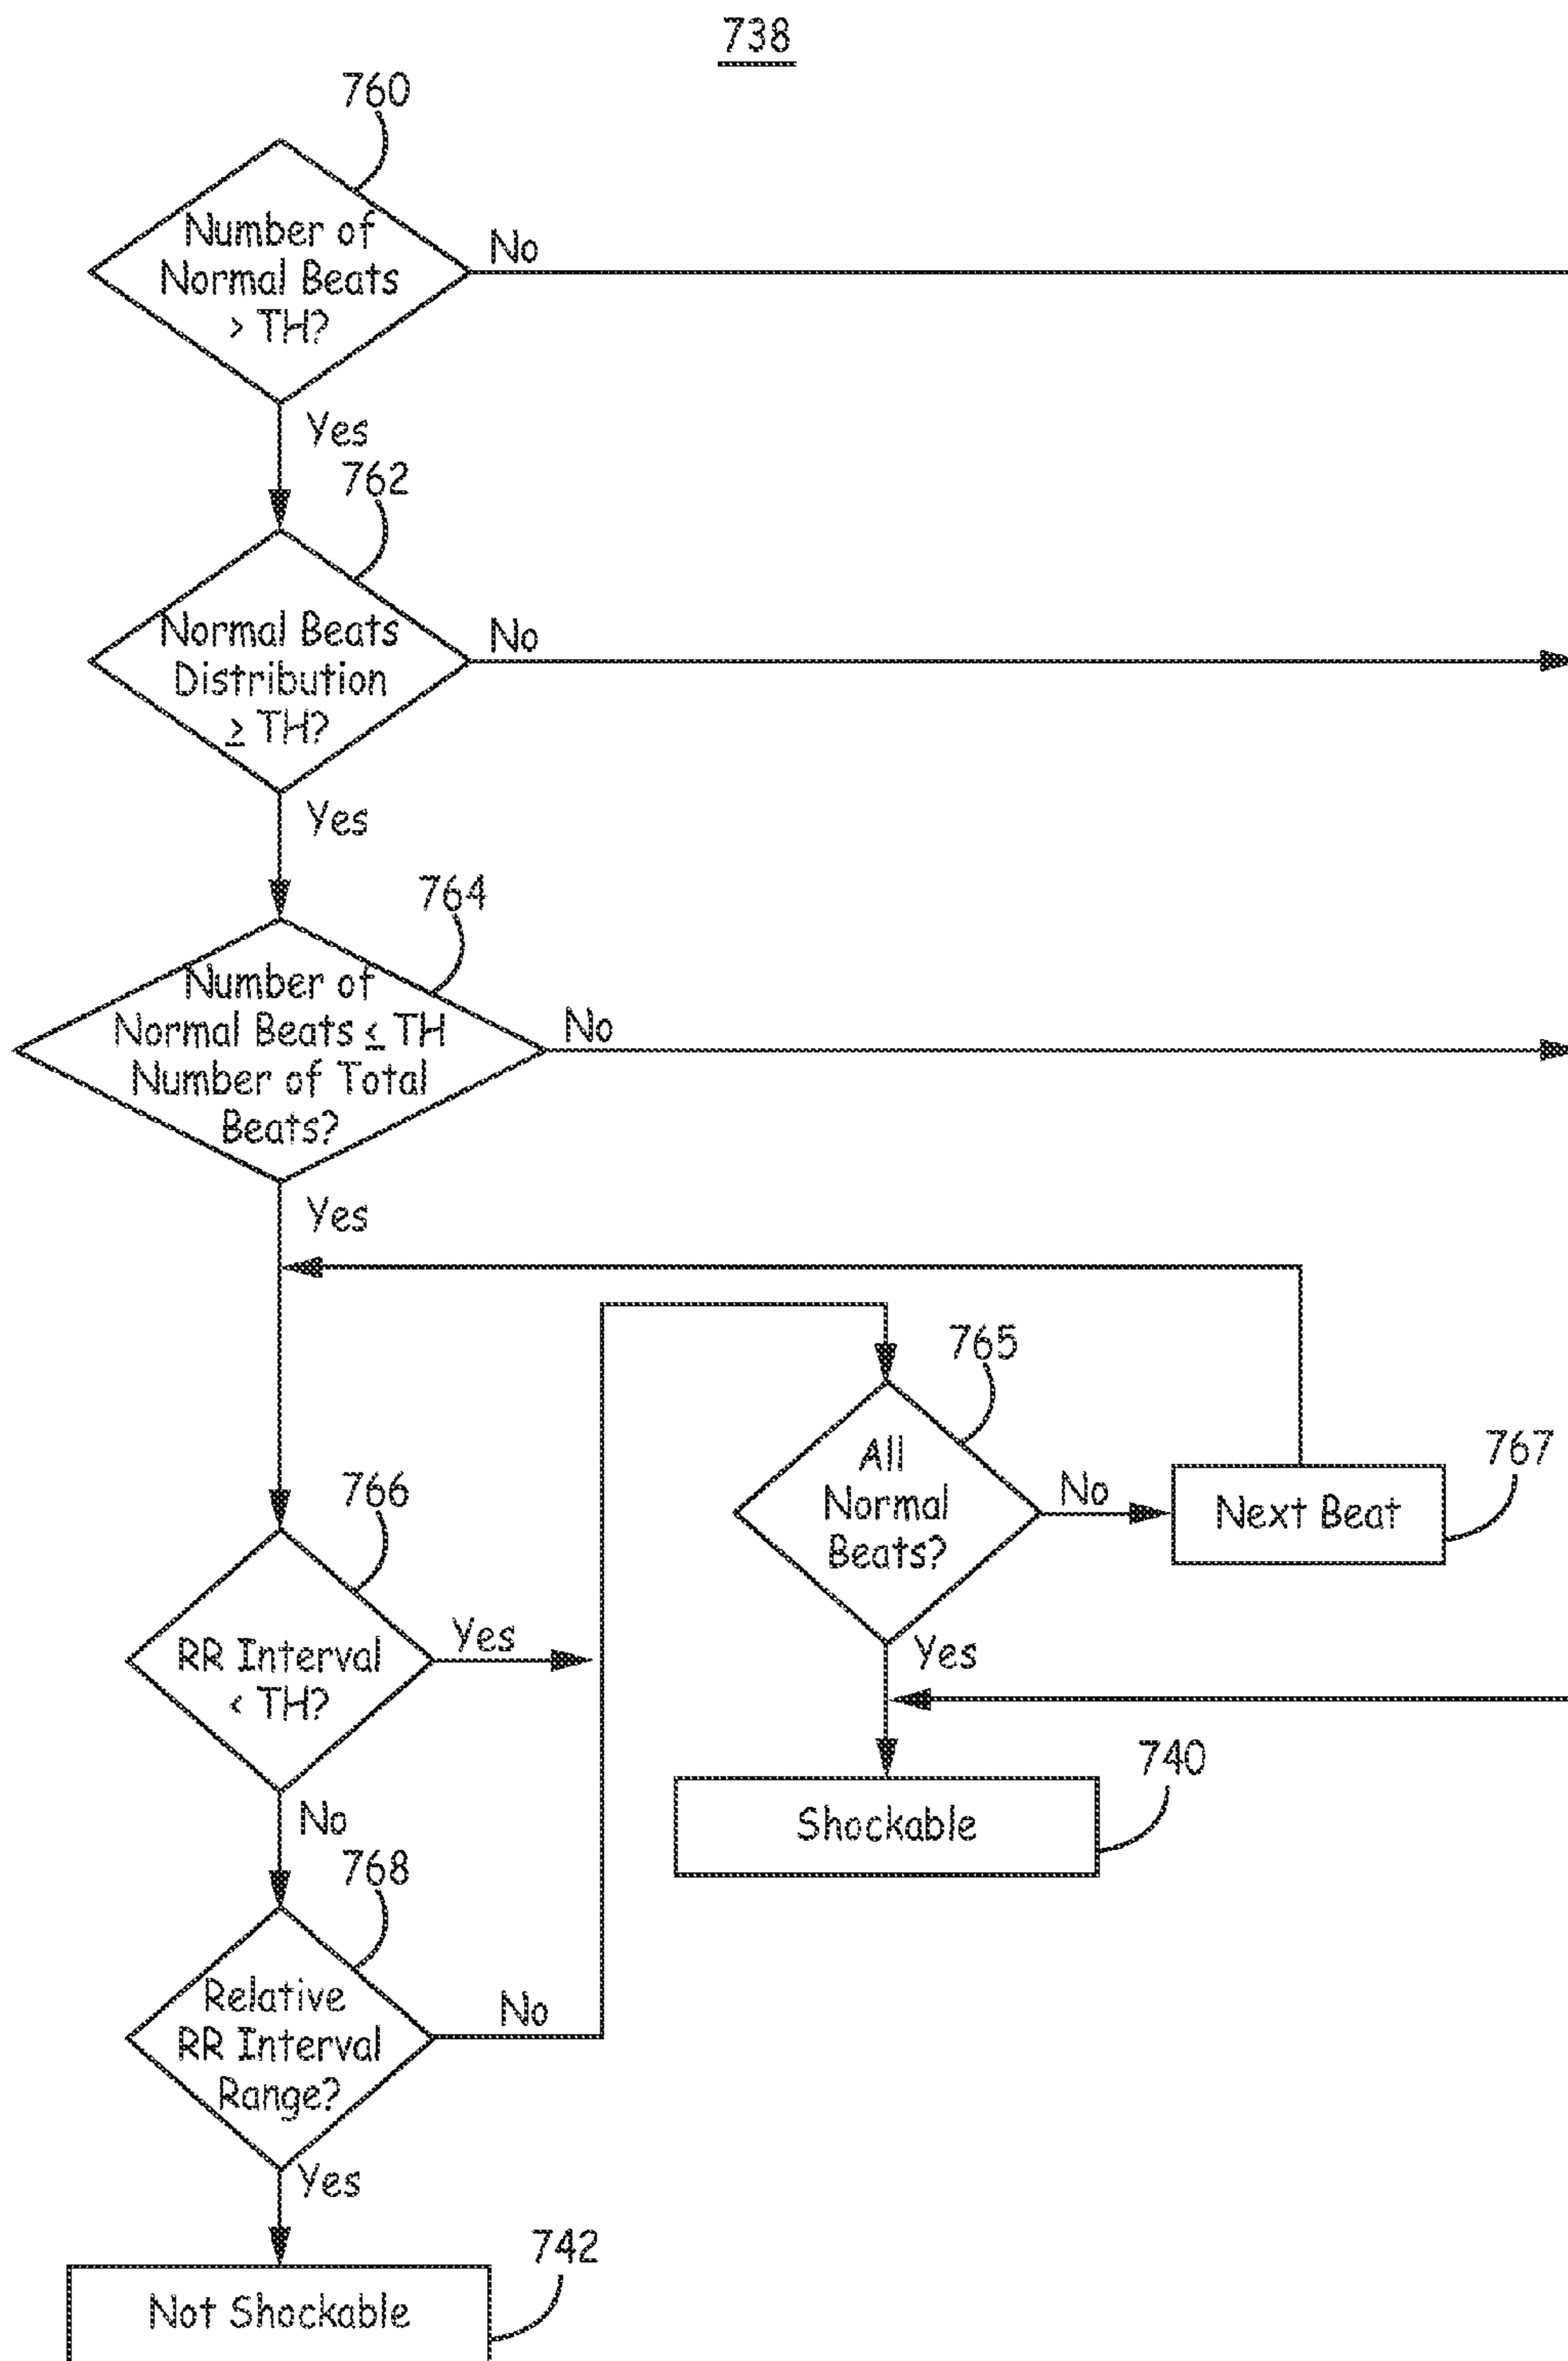 738
760
Number of
Normal Beats
> TH?
No
Yes
762
Normal Beats
Distribution
≥ TH?
No
Yes
764
Number of
Normal Beats ≤ TH
Number of Total
Beats?
No
Yes
765
All
Normal
Beats?
No
767
Next Beat
766
RR Interval
< TH?
Yes
Yes
740
Shockable
No
768
Relative
RR Interval
Range?
No
Yes
742
Not Shockable